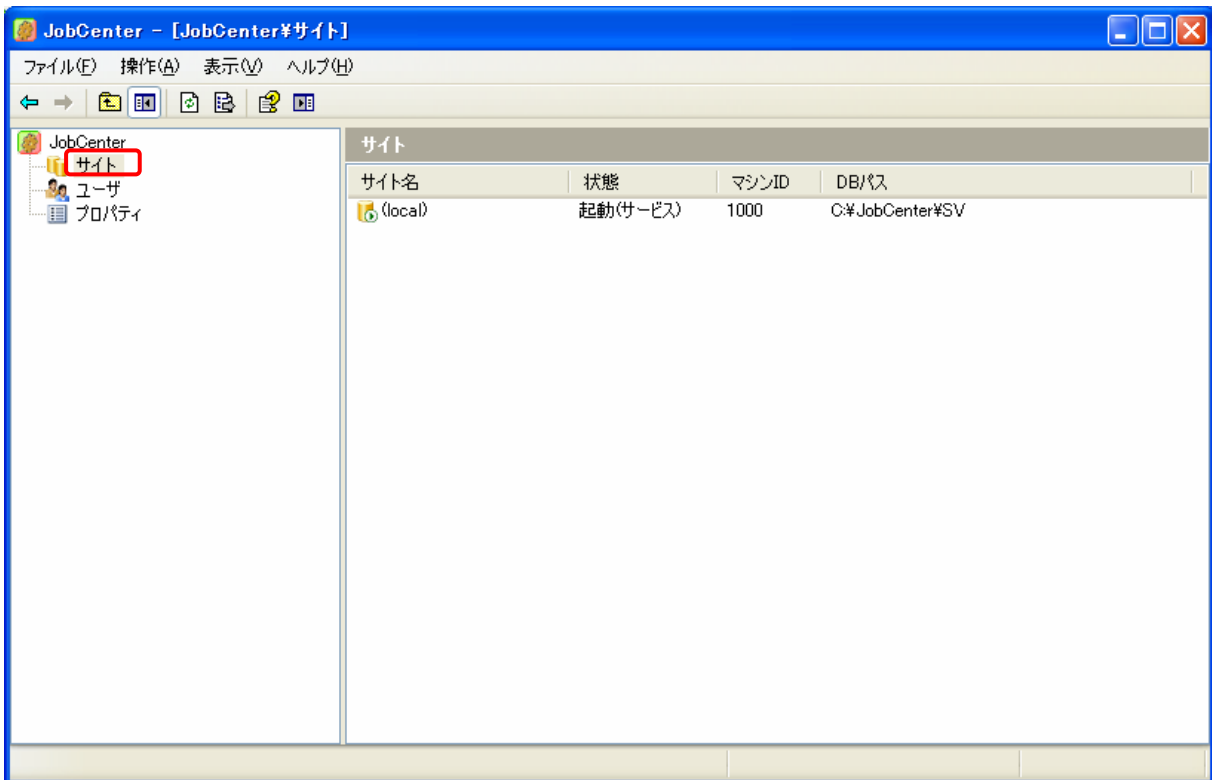 JobCenter - [JobCenter¥サイト]
ファイル(F) 操作(A) 表示(V) ヘルプ(H)
JobCenter
サイト
ユーザ
プロパティ
サイト
サイト名 状態 マシンID DBパス
(local) 起動(サービス) 1000 C:¥JobCenter¥SV